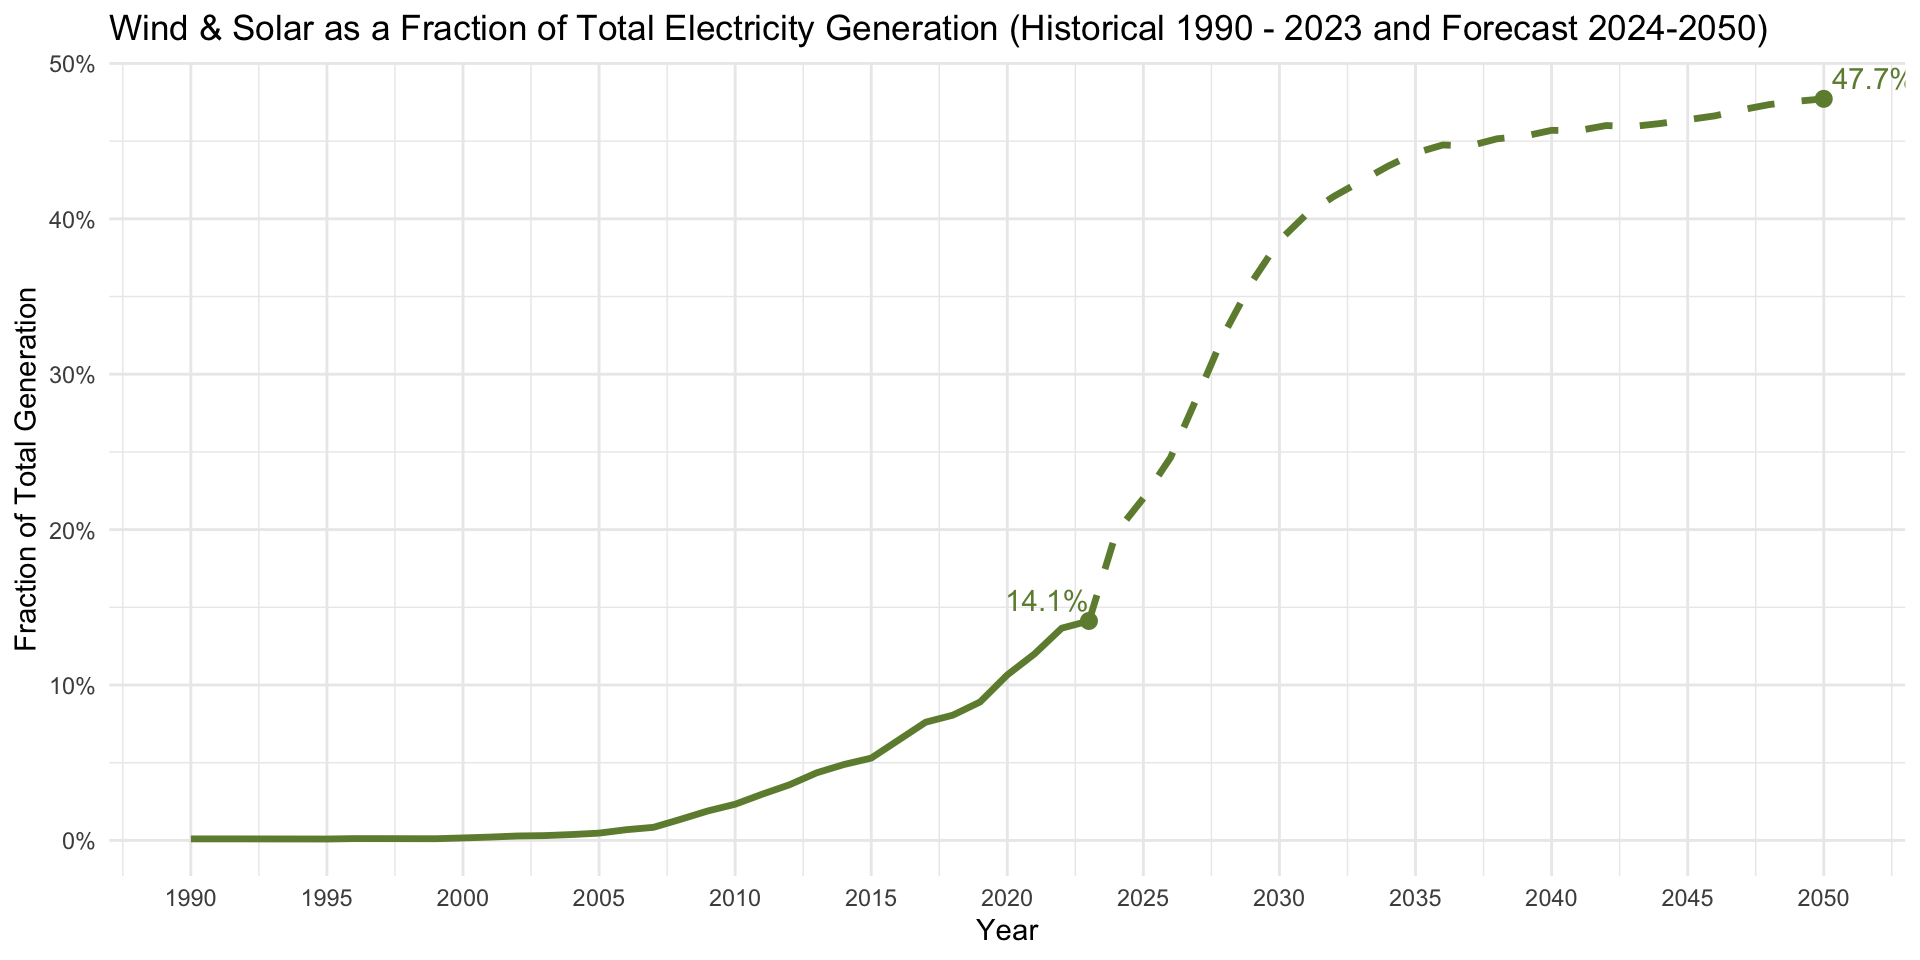 Wind & Solar as a Fraction of Total Electricity Generation (Historical 1990 - 2023 and Forecast 2024-2050)
50%
47.7%
40%
30%
20%
14.1%
10%
0%
Fraction of Total Generation
1990 1995 2000 2005 2010 2015 2020 2025 2030 2035 2040 2045 2050
Year